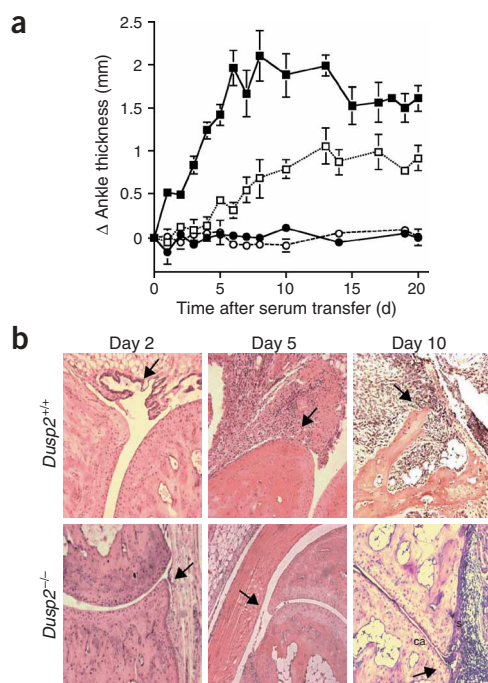 a
2.5
2
1.5
1
0.5
0
0 5 10 15 20
Δ Ankle thickness (mm)
Time after serum transfer (d)
b
Day 2 Day 5 Day 10
Dusp2+/+
Dusp2–/–
ca
s